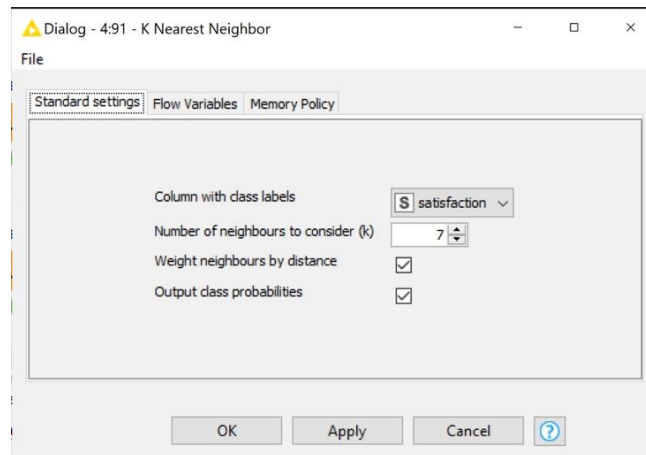 Dialog - 4:91 - K Nearest Neighbor
File
Standard settings Flow Variables Memory Policy
Column with class labels S satisfaction
Number of neighbours to consider (k) 7
Weight neighbours by distance
Output class probabilities
OK Apply Cancel ?